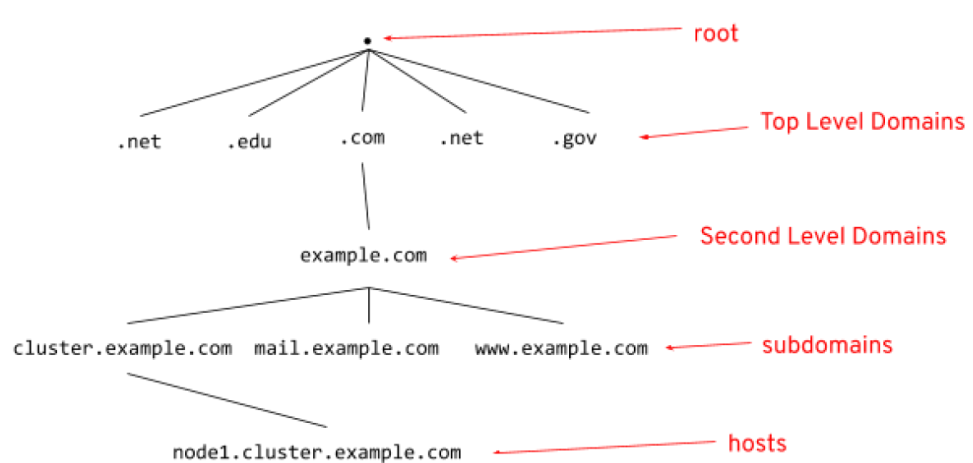 root
.net .edu .com .net .gov
Top Level Domains
example.com
Second Level Domains
cluster.example.com mail.example.com www.example.com
subdomains
node1.cluster.example.com
hosts